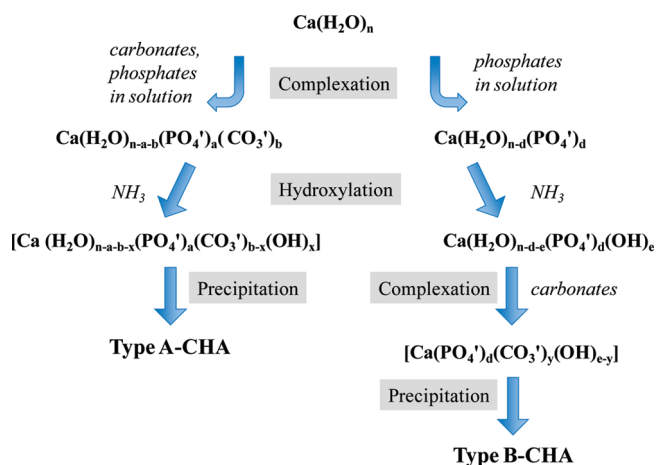 Ca(H₂O)ₙ
carbonates,
phosphates
in solution
Complexation
phosphates
in solution
Ca(H₂O)ₙ₋ₐ₋b(PO₄')ₐ(CO₃')b
Ca(H₂O)n-d(PO₄')d
NH₃
Hydroxylation
NH₃
[Ca (H₂O)n-a-b-x(PO₄')a(CO₃')b-x(OH)x]
Ca(H₂O)n-d-e(PO₄')d(OH)e
Precipitation
Complexation
carbonates
Type A-CHA
[Ca(PO₄')d(CO₃')y(OH)e-y]
Precipitation
Type B-CHA